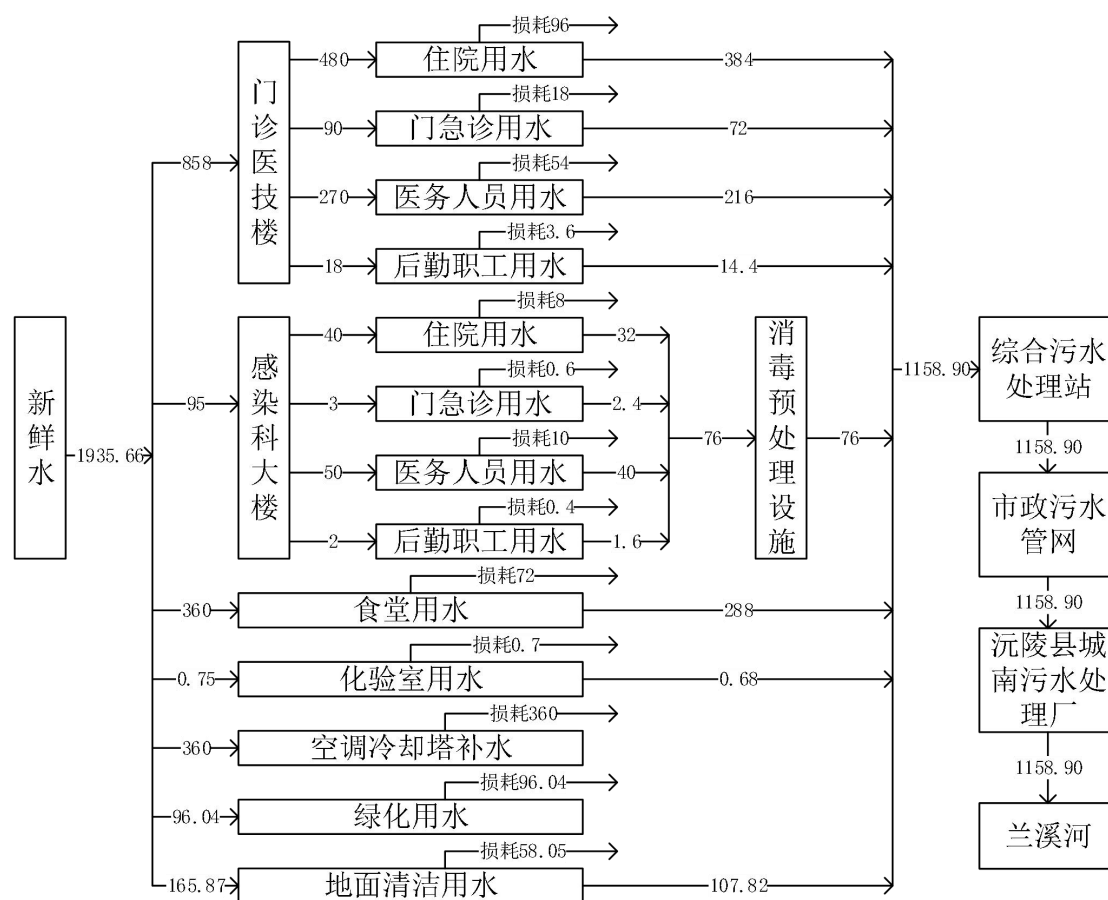 损耗96
480
住院用水
384
损耗18
90
门急诊用水
72
门诊医技楼
858
损耗54
270
医务人员用水
216
损耗3.6
18
后勤职工用水
14.4
损耗8
40
住院用水
32
损耗0.6
3
门急诊用水
2.4
新鲜水
1935.66
95
感染科大楼
损耗10
50
医务人员用水
40
损耗0.4
2
后勤职工用水
1.6
76
消毒预处理设施
76
损耗72
360
食堂用水
288
损耗0.7
0.75
化验室用水
0.68
损耗360
360
空调冷却塔补水
损耗96.04
96.04
绿化用水
损耗58.05
165.87
地面清洁用水
107.82
1158.90
综合污水
处理站
1158.90
市政污水
管网
1158.90
沅陵县城
南污水处
理厂
1158.90
兰溪河